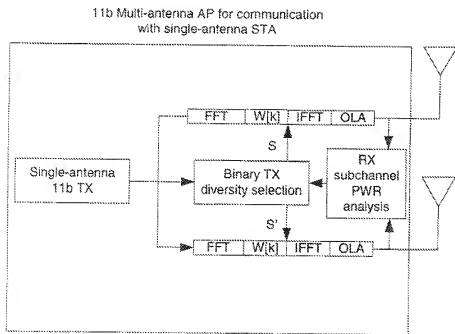 11b Multi-antenna AP for communication
with single-antenna STA
FFT W[k] IFFT OLA
S
Single-antenna
11b TX
Binary TX
diversity selection
RX
subchannel
PWR
analysis
S'
FFT W[k] IFFT OLA